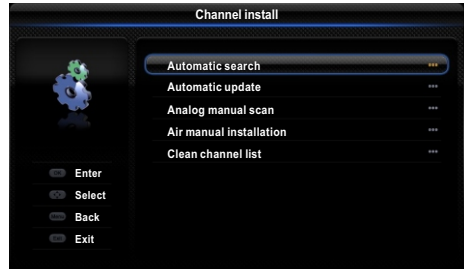 Channel install
Automatic search
Automatic update
Analog manual scan
Air manual installation
Clean channel list
Enter
Select
MENU Back
Exit